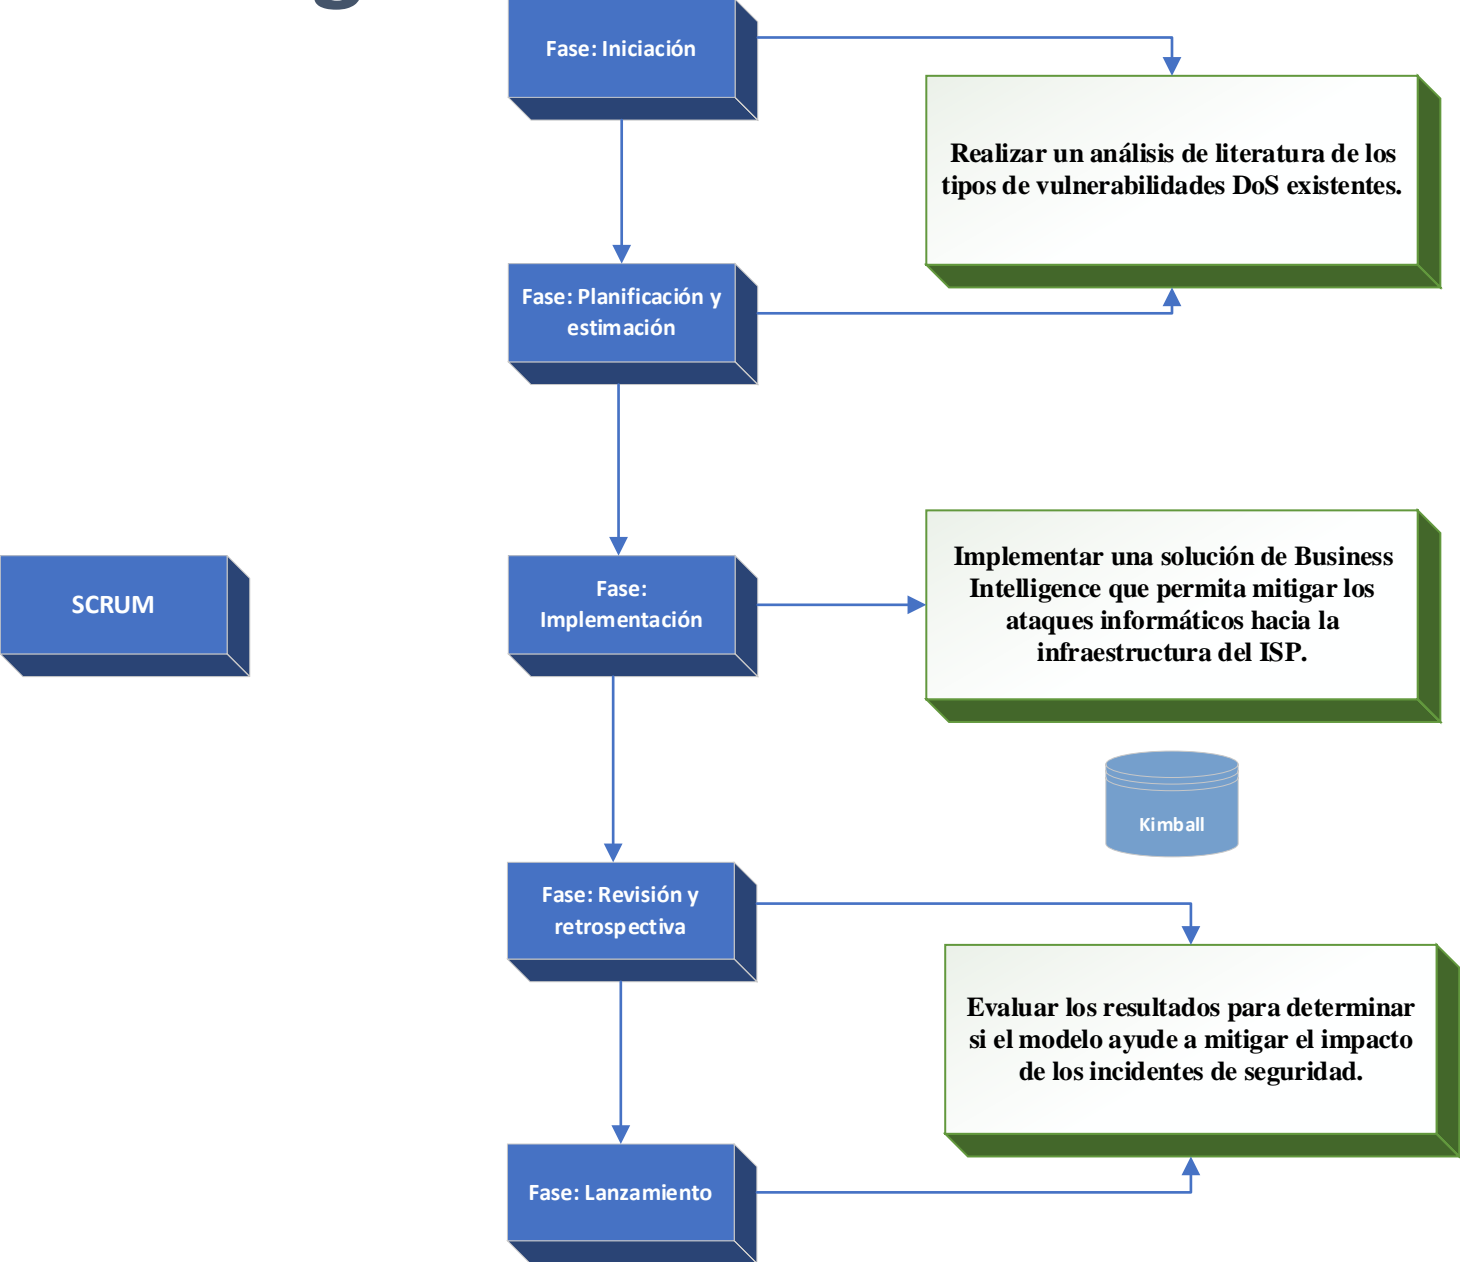 Fase: Iniciación
Realizar un análisis de literatura de los
tipos de vulnerabilidades DoS existentes.
Fase: Planificación y
estimación
SCRUM
Fase:
Implementación
Implementar una solución de Business
Intelligence que permita mitigar los
ataques informáticos hacia la
infraestructura del ISP.
Kimball
Fase: Revisión y
retrospectiva
Evaluar los resultados para determinar
si el modelo ayude a mitigar el impacto
de los incidentes de seguridad.
Fase: Lanzamiento